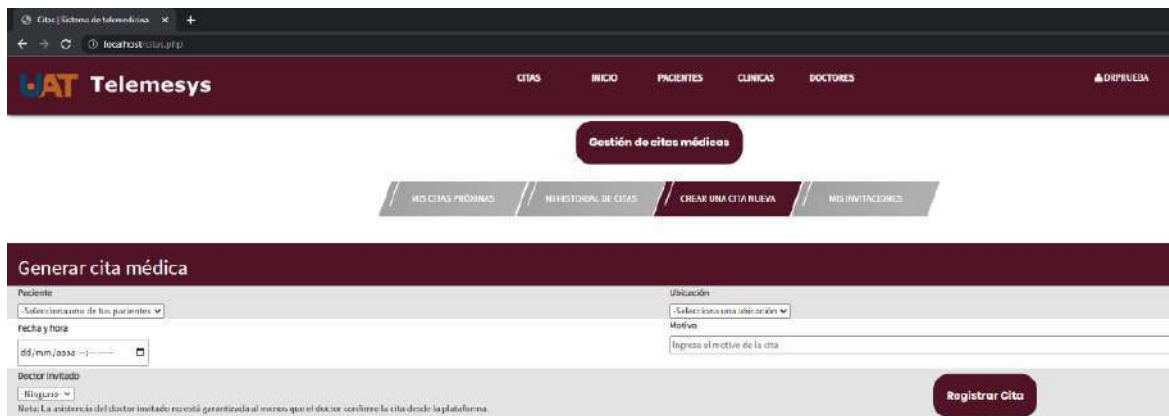 Citas | Sistema de telemedicina
localhost/citas.php
UAT Telemesys
CITAS INICIO PACIENTES CLINICAS DOCTORES DRPRUEBA
Gestión de citas médicas
MIS CITAS PRÓXIMAS MI HISTORIAL DE CITAS CREAR UNA CITA NUEVA MIS INVITACIONES
Generar cita médica
Paciente Ubicación
-Selecciona uno de tus pacientes -Selecciona una ubicación
Fecha y hora Motivo
dd/mm/aaaa --:-- ---- Ingrese el motivo de la cita
Doctor Invitado
-Ninguno
Nota: La asistencia del doctor invitado no está garantizada al menos que el doctor confirme la cita desde la plataforma.
Registrar Cita